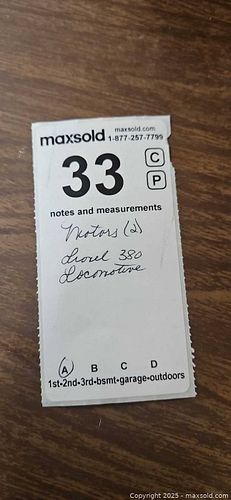 maxsold maxsold.com
1-877-257-7799
33 C
P
notes and measurements
Motors (2)
Lionel 380
Locomotive
A B C D
1st•2nd•3rd•bsmt•garage•outdoors
Copyright 2025 - maxsold.com